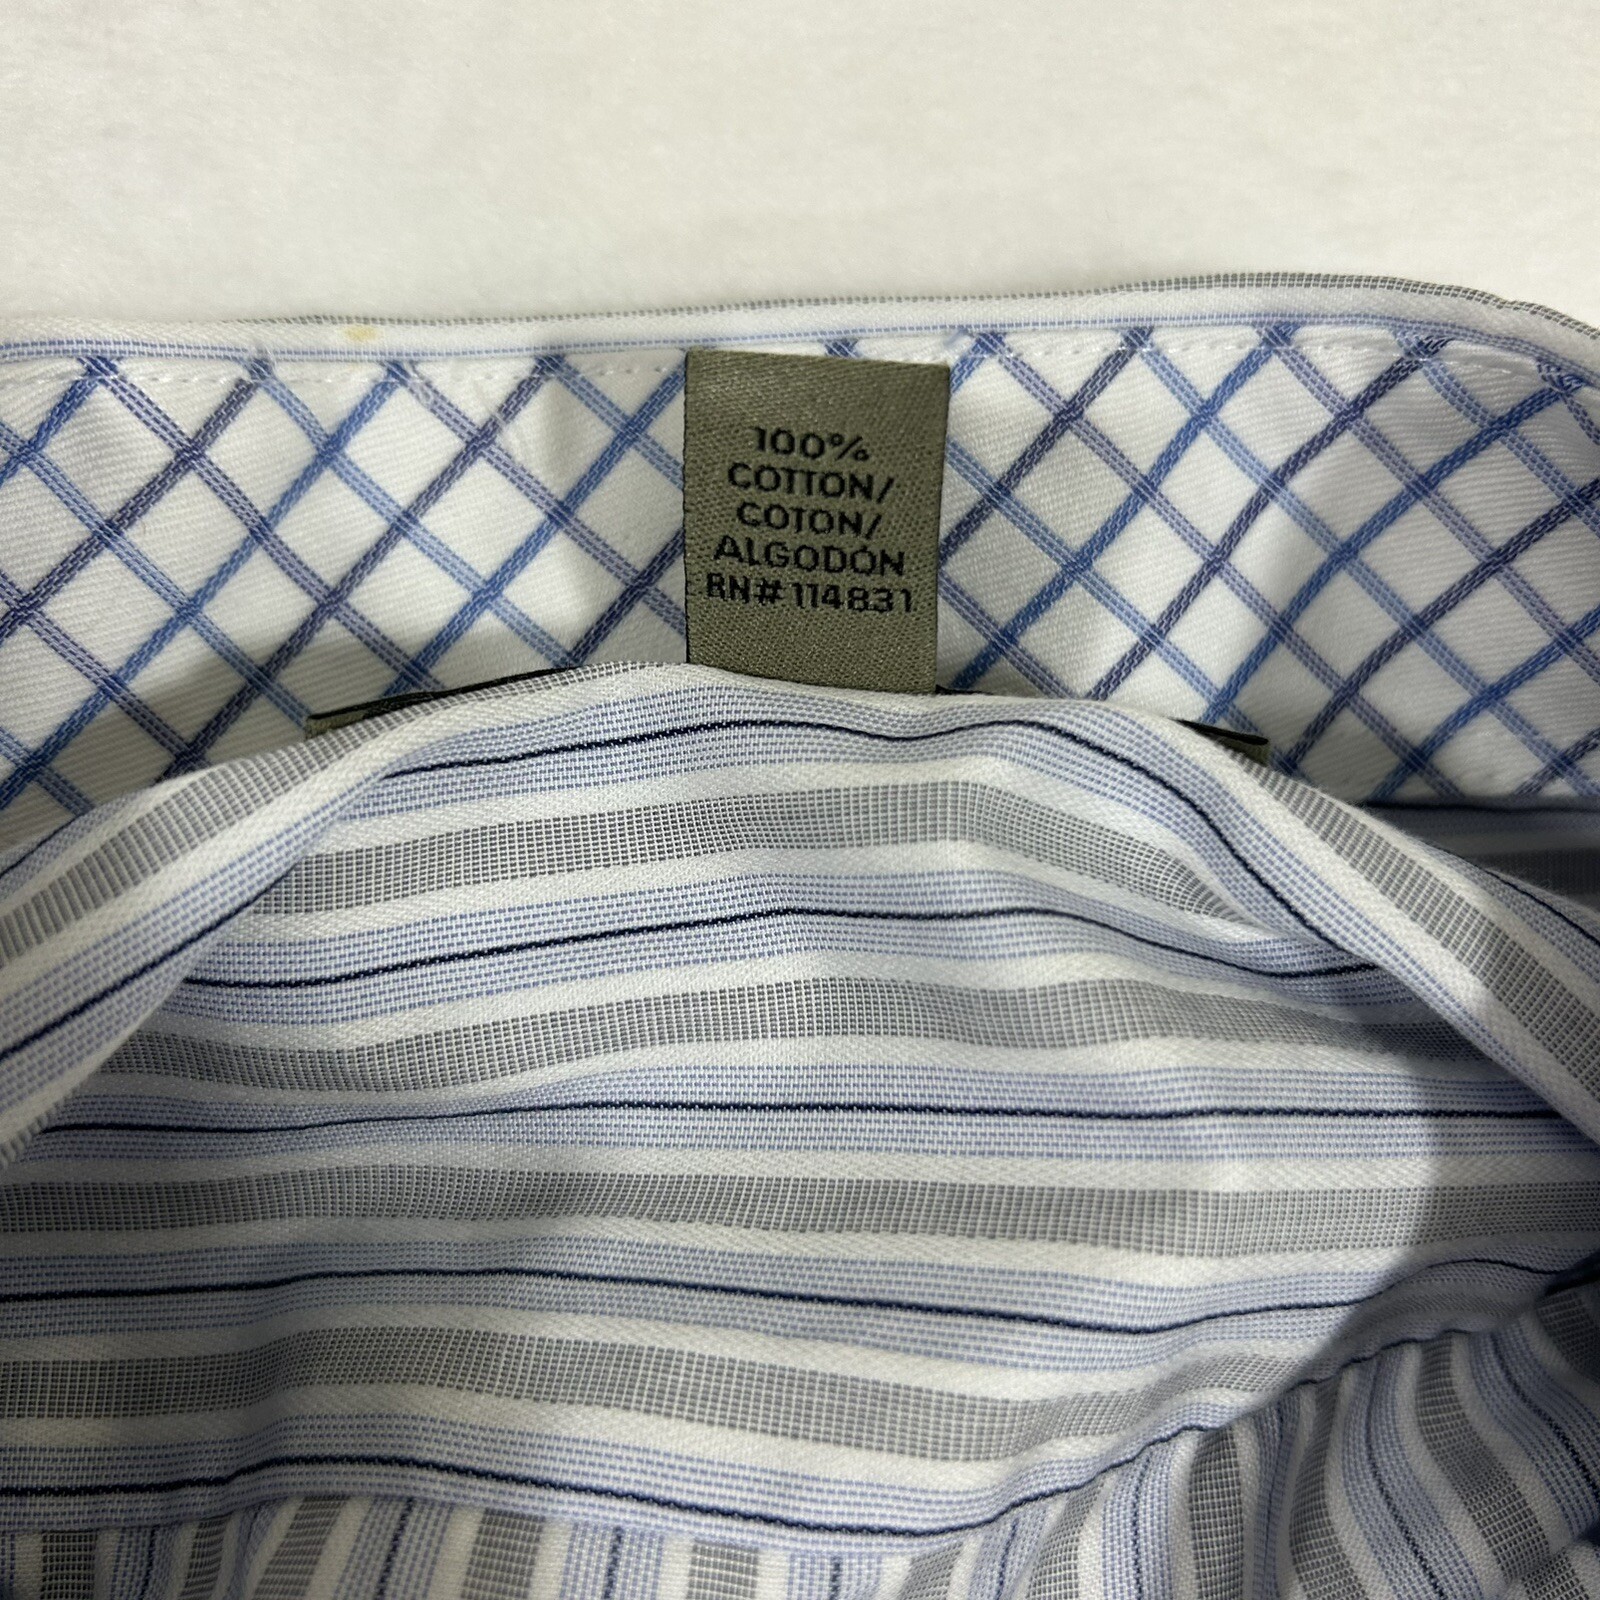 100%
COTTON/
COTON/
ALGODÓN
RN#114831